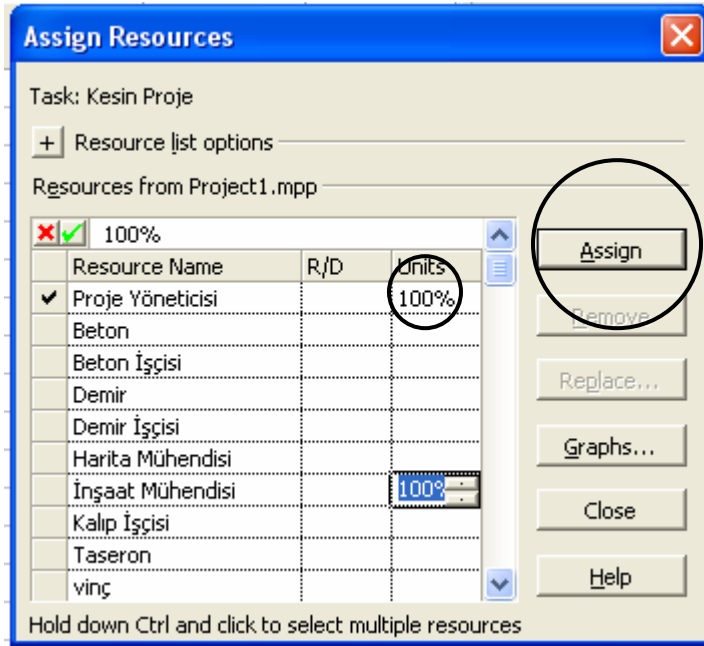 Assign Resources
Task: Kesin Proje
+ Resource list options
Resources from Project1.mpp
100%
Resource Name R/D Units
Proje Yöneticisi 100%
Beton
Beton İşçisi
Demir
Demir İşçisi
Harita Mühendisi
İnşaat Mühendisi 100%
Kalıp İşçisi
Taseron
vinç
Assign
Remove
Replace...
Graphs...
Close
Help
Hold down Ctrl and click to select multiple resources